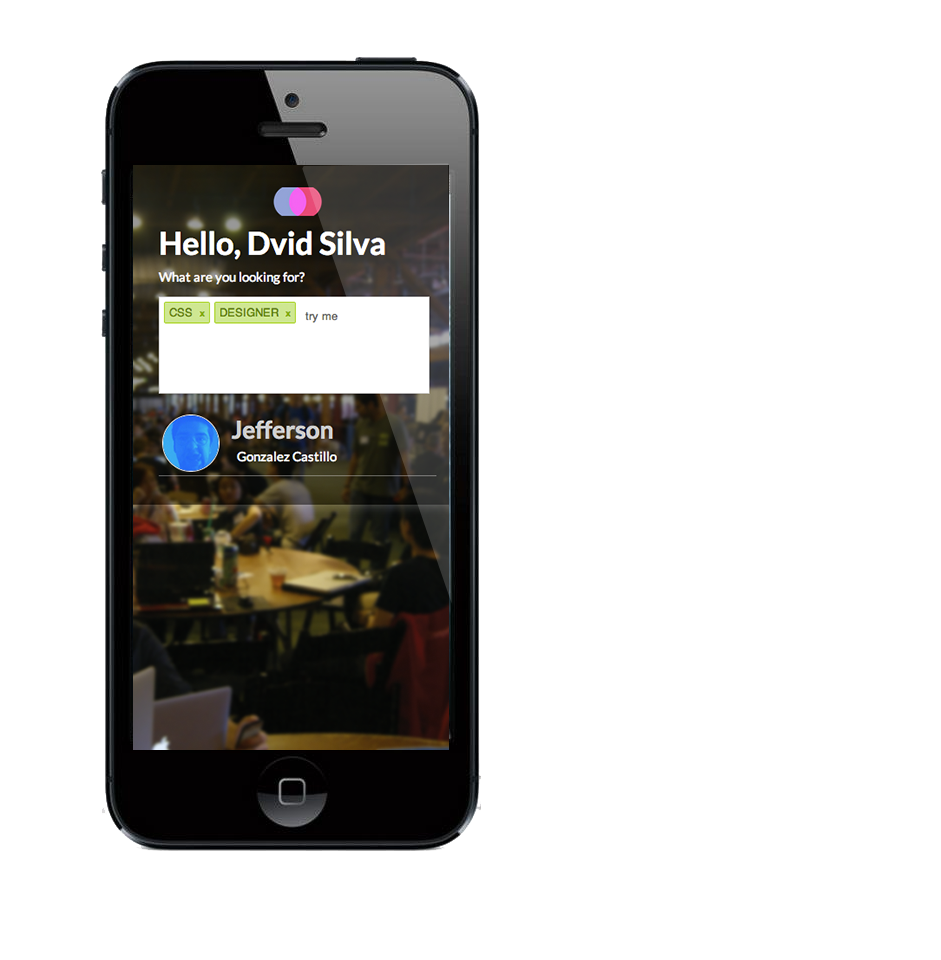 Hello, Dvid Silva
What are you looking for?
CSS x DESIGNER x try me
Jefferson
Gonzalez Castillo